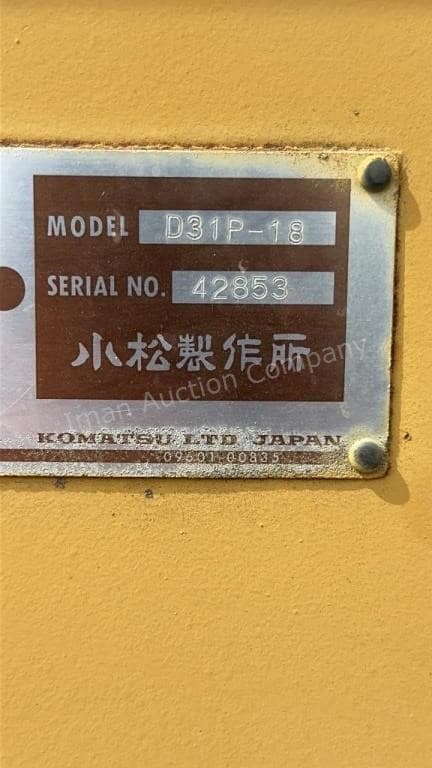 MODEL D31P-18
SERIAL NO. 42853
小松製作所
Iman Auction Company
KOMATSU LTD JAPAN
09601-00835